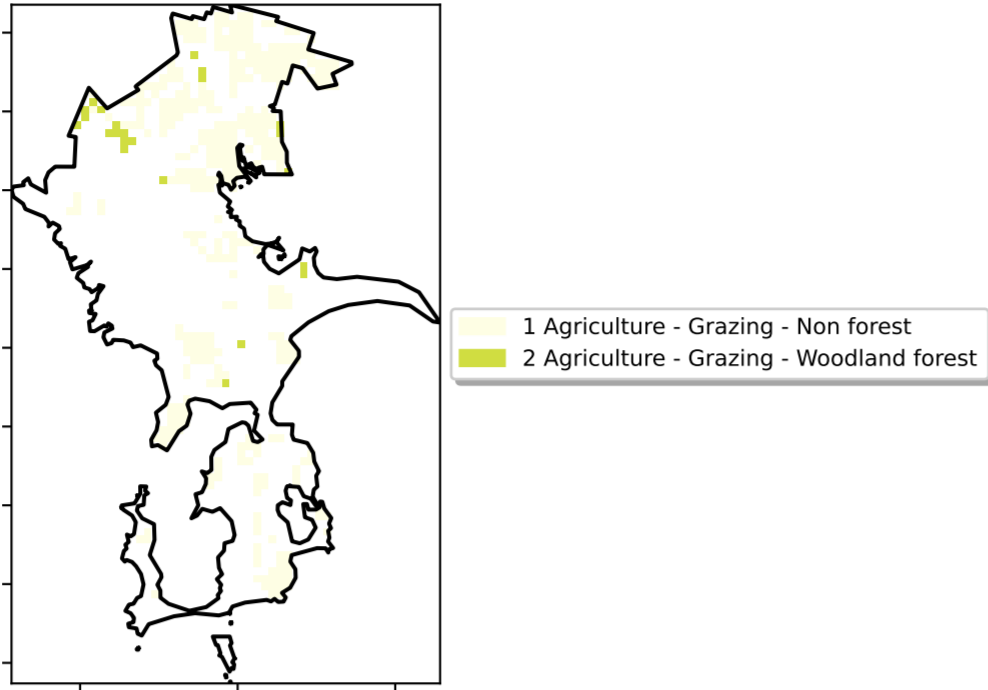 1 Agriculture - Grazing - Non forest
2 Agriculture - Grazing - Woodland forest